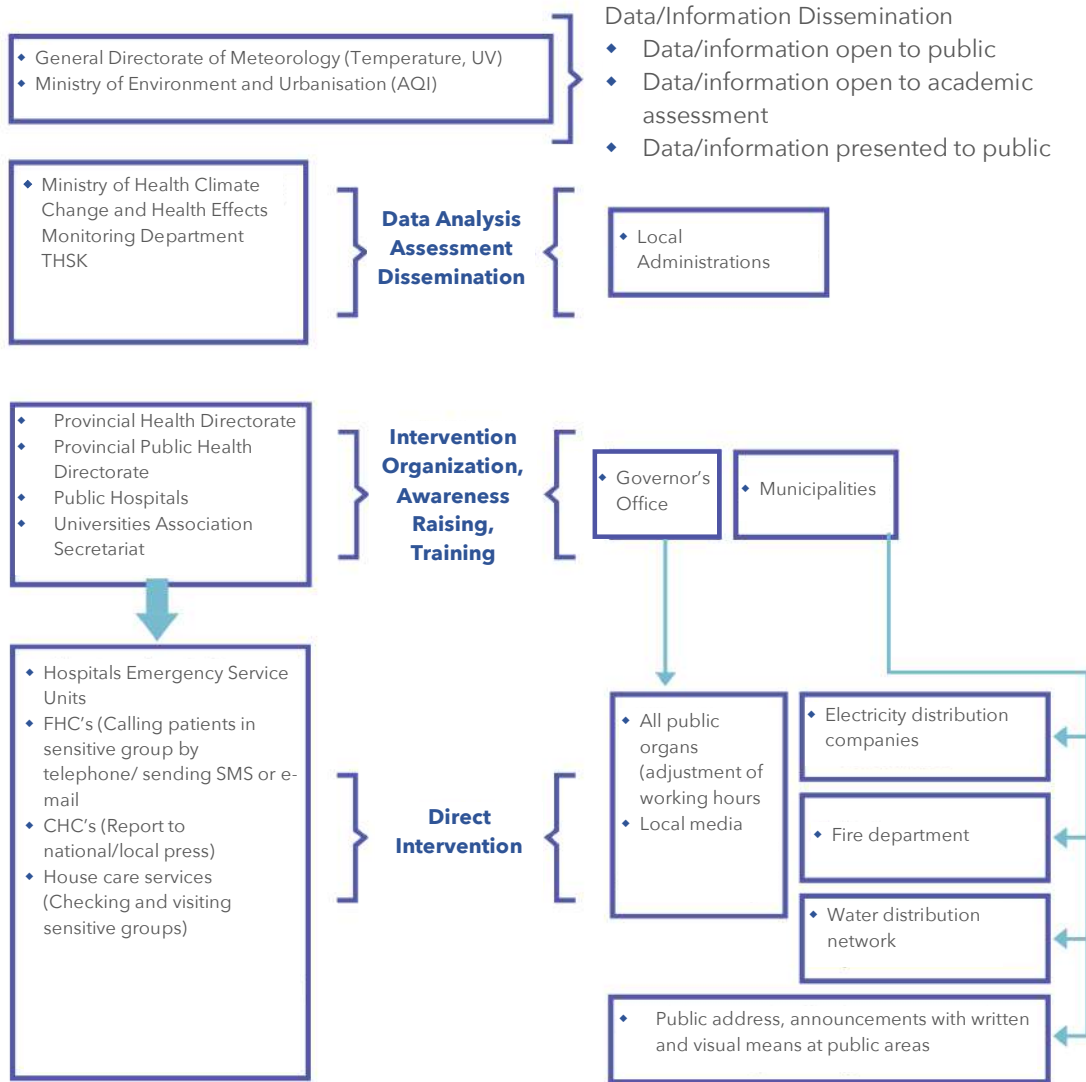 ◆ General Directorate of Meteorology (Temperature, UV)
◆ Ministry of Environment and Urbanisation (AQI)
Data/Information Dissemination
◆ Data/information open to public
◆ Data/information open to academic
assessment
◆ Data/information presented to public
◆ Ministry of Health Climate
Change and Health Effects
Monitoring Department
THSK
Data Analysis
Assessment
Dissemination
◆ Local
Administrations
◆ Provincial Health Directorate
◆ Provincial Public Health
Directorate
◆ Public Hospitals
◆ Universities Association
Secretariat
Intervention
Organization,
Awareness
Raising,
Training
◆ Governor's
Office
◆ Municipalities
◆ Hospitals Emergency Service
Units
◆ FHC's (Calling patients in
sensitive group by
telephone/ sending SMS or e-
mail
◆ CHC's (Report to
national/local press)
◆ House care services
(Checking and visiting
sensitive groups)
Direct
Intervention
◆ All public
organs
(adjustment of
working hours
◆ Local media
◆ Electricity distribution
companies
◆ Fire department
◆ Water distribution
network
◆ Public address, announcements with written
and visual means at public areas